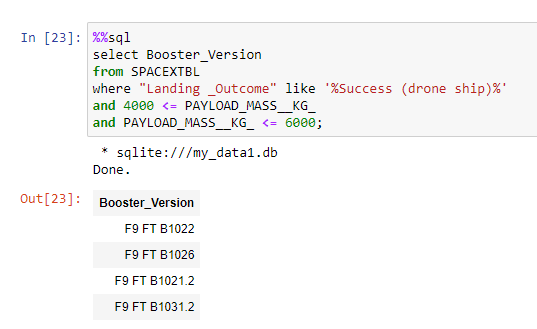 In [23]: %%sql
select Booster_Version
from SPACEXTBL
where "Landing _Outcome" like '%Success (drone ship)%'
and 4000 <= PAYLOAD_MASS__KG_
and PAYLOAD_MASS__KG_ <= 6000;
* sqlite:///my_data1.db
Done.
Out[23]: Booster_Version
F9 FT B1022
F9 FT B1026
F9 FT B1021.2
F9 FT B1031.2